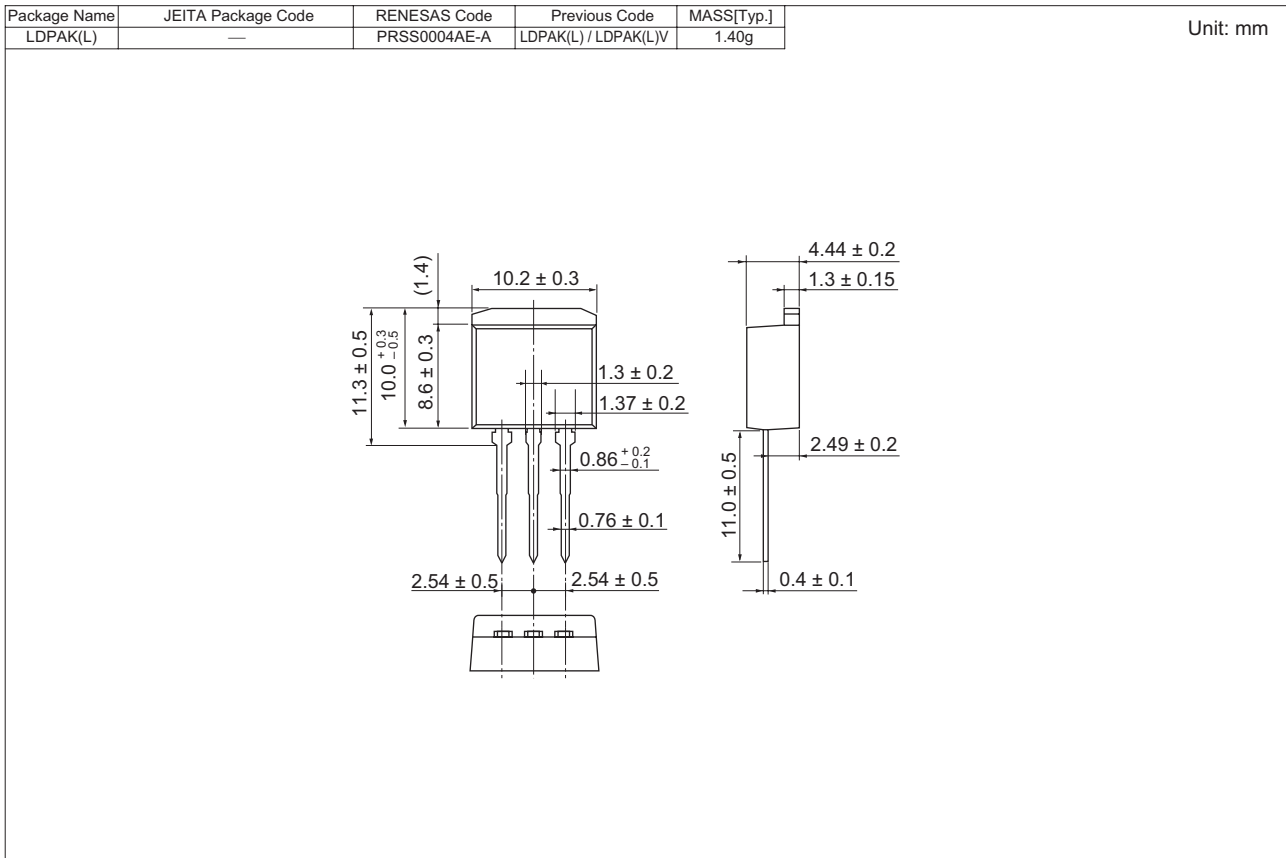 Package Name JEITA Package Code RENESAS Code Previous Code MASS[Typ.]
LDPAK(L) — PRSS0004AE-A LDPAK(L) / LDPAK(L)V 1.40g
Unit: mm
4.44 ± 0.2
(1.4)
10.2 ± 0.3
1.3 ± 0.15
11.3 ± 0.5
10.0 + 0.3 – 0.5
8.6 ± 0.3
1.3 ± 0.2
1.37 ± 0.2
2.49 ± 0.2
0.86 + 0.2 – 0.1
11.0 ± 0.5
0.76 ± 0.1
2.54 ± 0.5
2.54 ± 0.5
0.4 ± 0.1